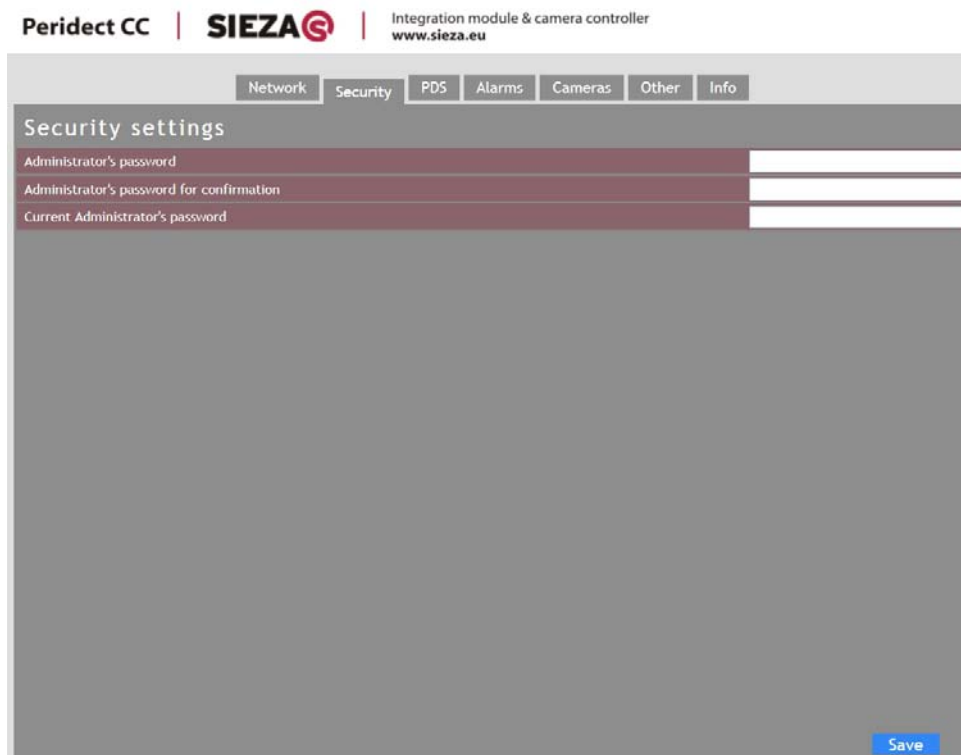 Peridect CC
SIEZA
Integration module & camera controller
www.sieza.eu
Network Security PDS Alarms Cameras Other Info
Security settings
Administrator's password
Administrator's password for confirmation
Current Administrator's password
Save